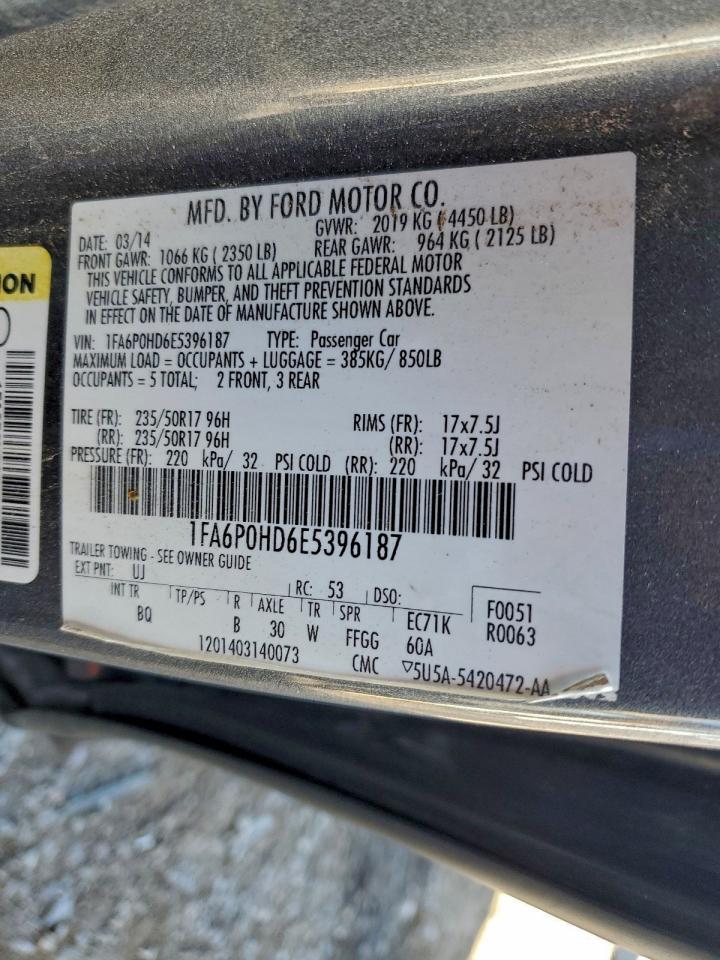 MFD. BY FORD MOTOR CO.
DATE: 03/14 GVWR: 2019 KG ( 4450 LB)
FRONT GAWR: 1066 KG ( 2350 LB) REAR GAWR: 964 KG ( 2125 LB)
THIS VEHICLE CONFORMS TO ALL APPLICABLE FEDERAL MOTOR
VEHICLE SAFETY, BUMPER, AND THEFT PREVENTION STANDARDS
IN EFFECT ON THE DATE OF MANUFACTURE SHOWN ABOVE.
VIN: 1FA6P0HD6E5396187 TYPE: Passenger Car
MAXIMUM LOAD = OCCUPANTS + LUGGAGE = 385KG/ 850LB
OCCUPANTS = 5 TOTAL; 2 FRONT, 3 REAR
TIRE (FR): 235/50R17 96H RIMS (FR): 17x7.5J
(RR): 235/50R17 96H (RR): 17x7.5J
PRESSURE (FR): 220 kPa/ 32 PSI COLD (RR): 220 kPa/ 32 PSI COLD
1FA6P0HD6E5396187
TRAILER TOWING - SEE OWNER GUIDE
EXT PNT: UJ RC: 53 DSO: F0051
INT TR TP/PS R AXLE TR SPR EC71K R0063
BQ B 30 W FFGG 60A
1201403140073 CMC ▽5U5A-5420472-AA